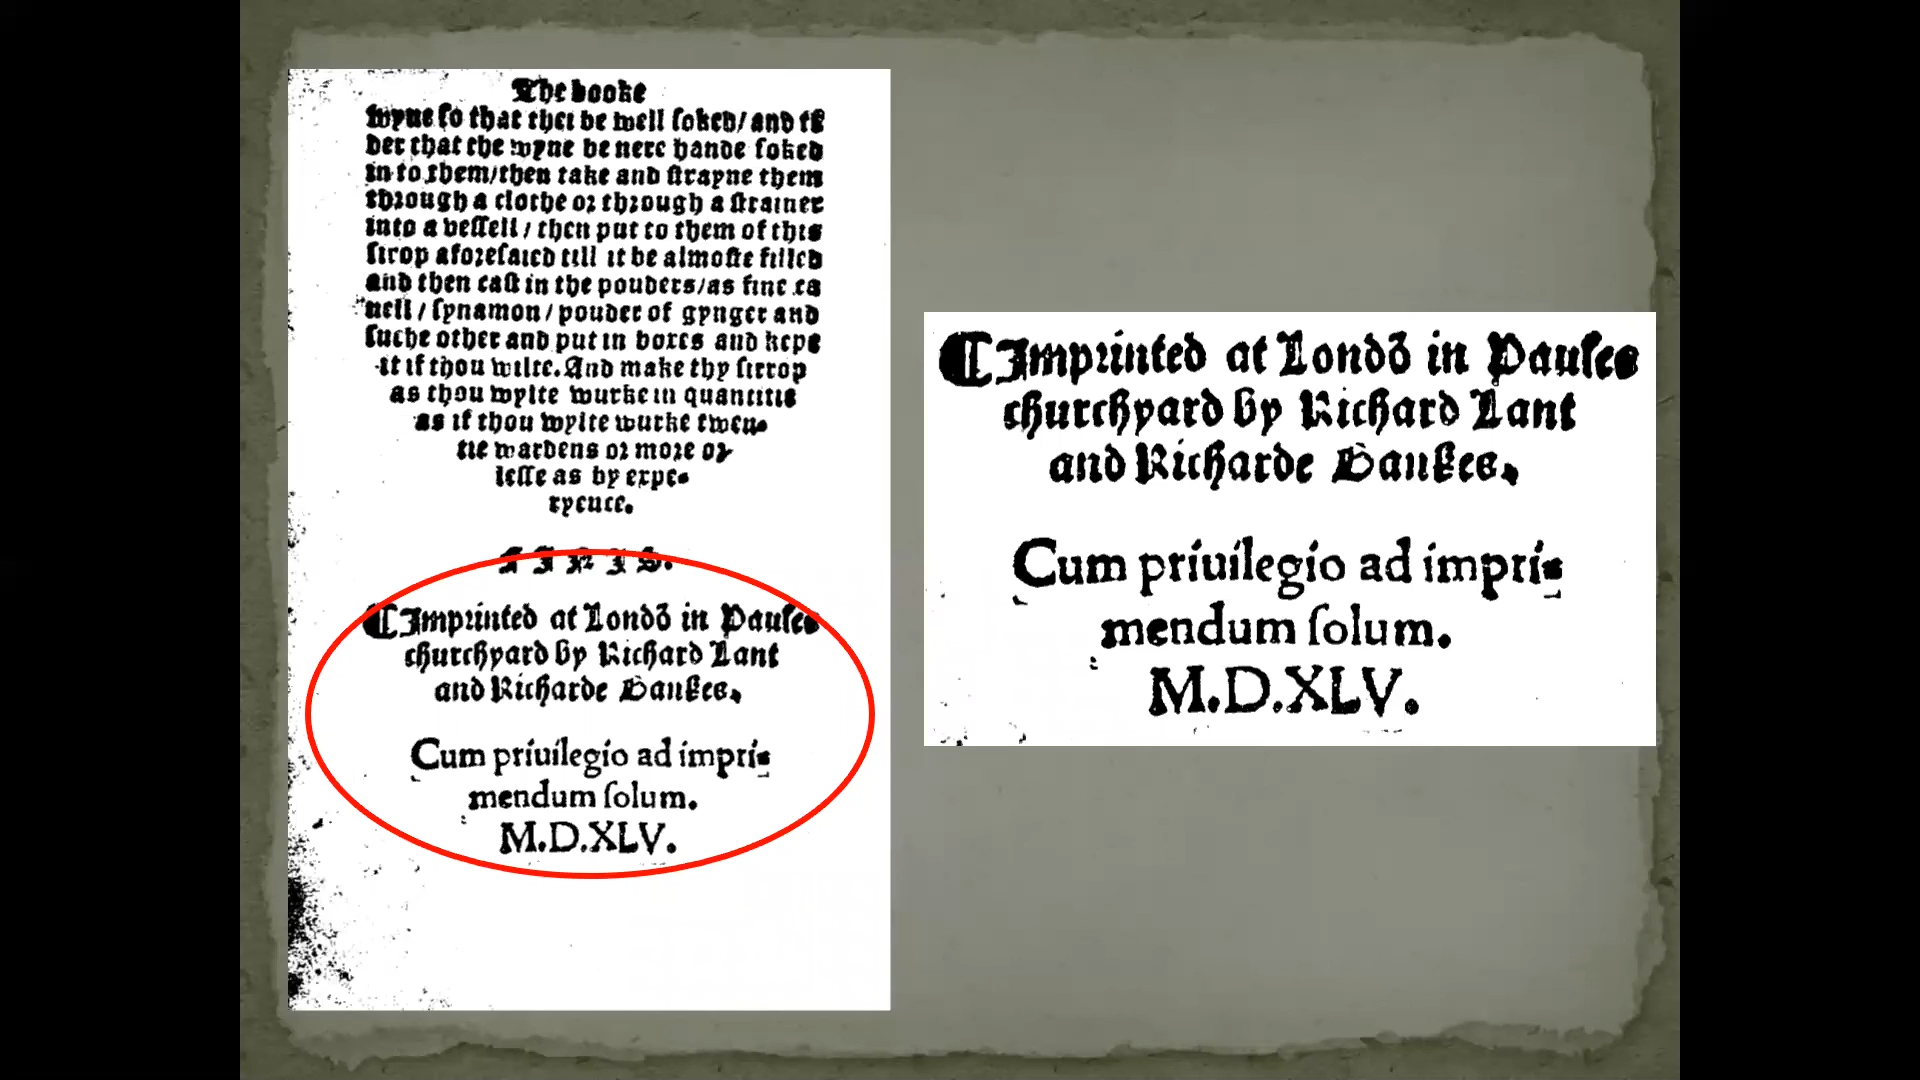 The booke
wyne so that thei be well soked/ and tē
der that the wyne be nere hande soked
in to them/then take and strayne them
through a clothe or through a strainer
into a vessell / then put to them of this
sirop aforesaied till it be almoste filled
and then cast in the pouders/as fine ca
nell / synamon / pouder of gynger and
suche other and put in boxes and kepe
it if thou wilte. And make thy sirrop
as thou wylte wurke in quantitie
as if thou wylte wurke twen-
tie wardens or more or
lesse as by expe-
ryence.
FINIS.
¶Imprinted at Londō in Paules
churchyard by Richard Lant
and Richarde Bankes.
Cum priuilegio ad impri-
mendum solum.
M.D.XLV.
¶Imprinted at Londō in Paules
churchyard by Richard Lant
and Richarde Bankes.
Cum priuilegio ad impri-
mendum solum.
M.D.XLV.